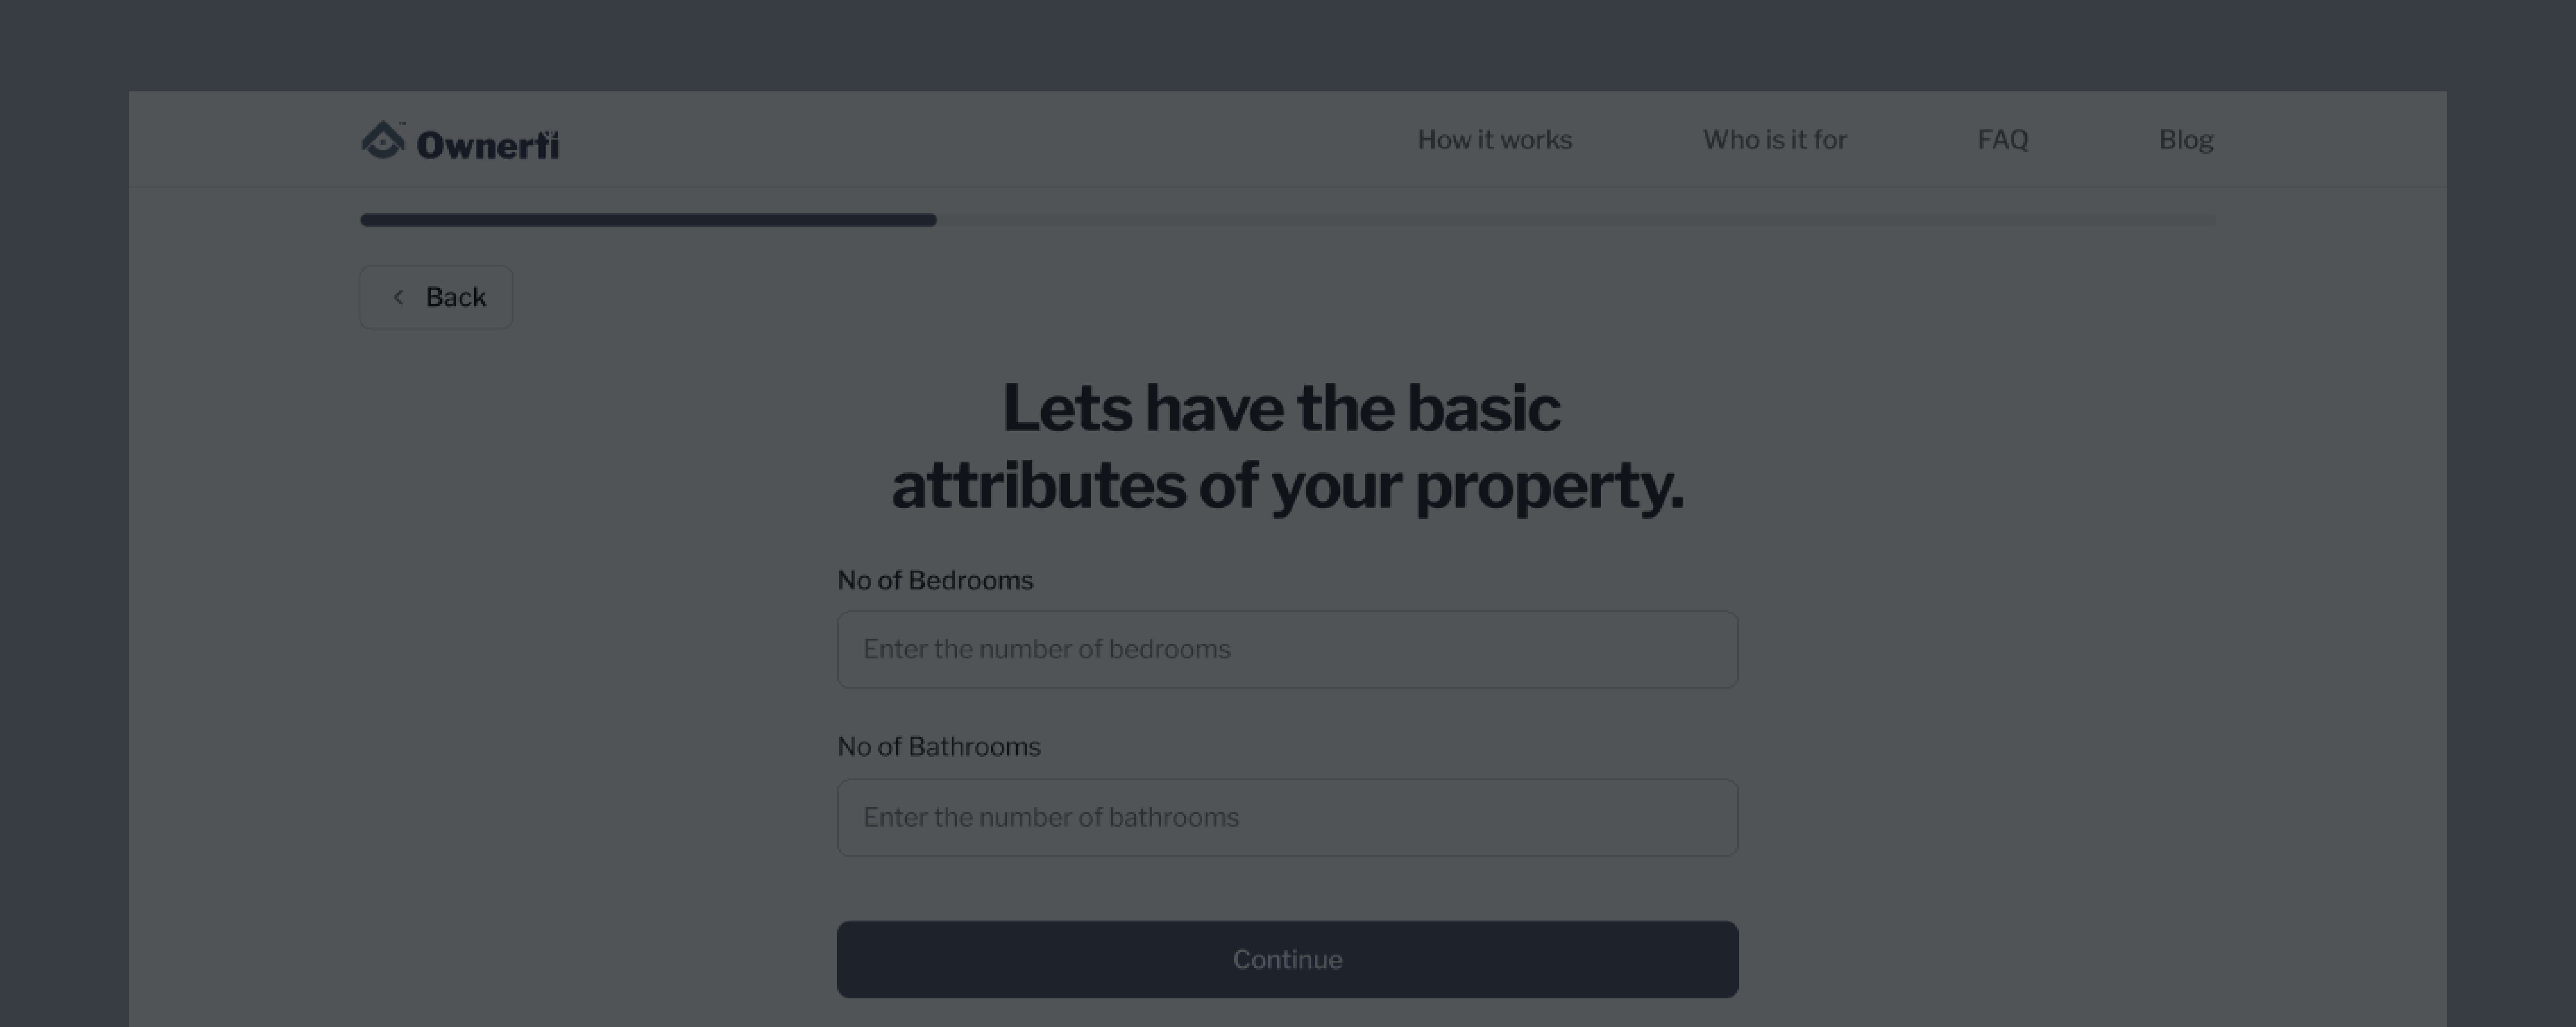 Ownerfi
How it works
Who is it for
FAQ
Blog
Back
Lets have the basic
attributes of your property.
No of Bedrooms
Enter the number of bedrooms
No of Bathrooms
Enter the number of bathrooms
Continue